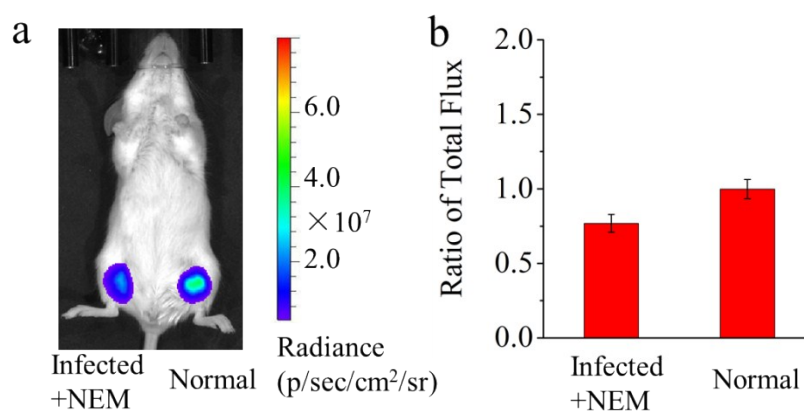 a
6.0
4.0
×10⁷
2.0
Infected
+NEM
Normal
Radiance
(p/sec/cm²/sr)
b
Ratio of Total Flux
2.0
1.5
1.0
0.5
0.0
Infected
+NEM
Normal